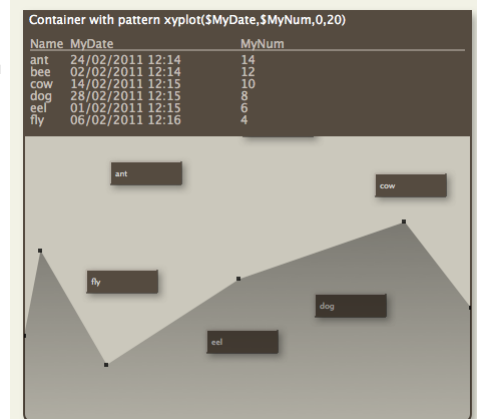 Container with pattern xyplot($MyDate,$MyNum,0,20)
Name MyDate MyNum
ant 24/02/2011 12:14 14
bee 02/02/2011 12:14 12
cow 14/02/2011 12:15 10
dog 28/02/2011 12:15 8
eel 01/02/2011 12:15 6
fly 06/02/2011 12:16 4
ant
cow
fly
dog
eel